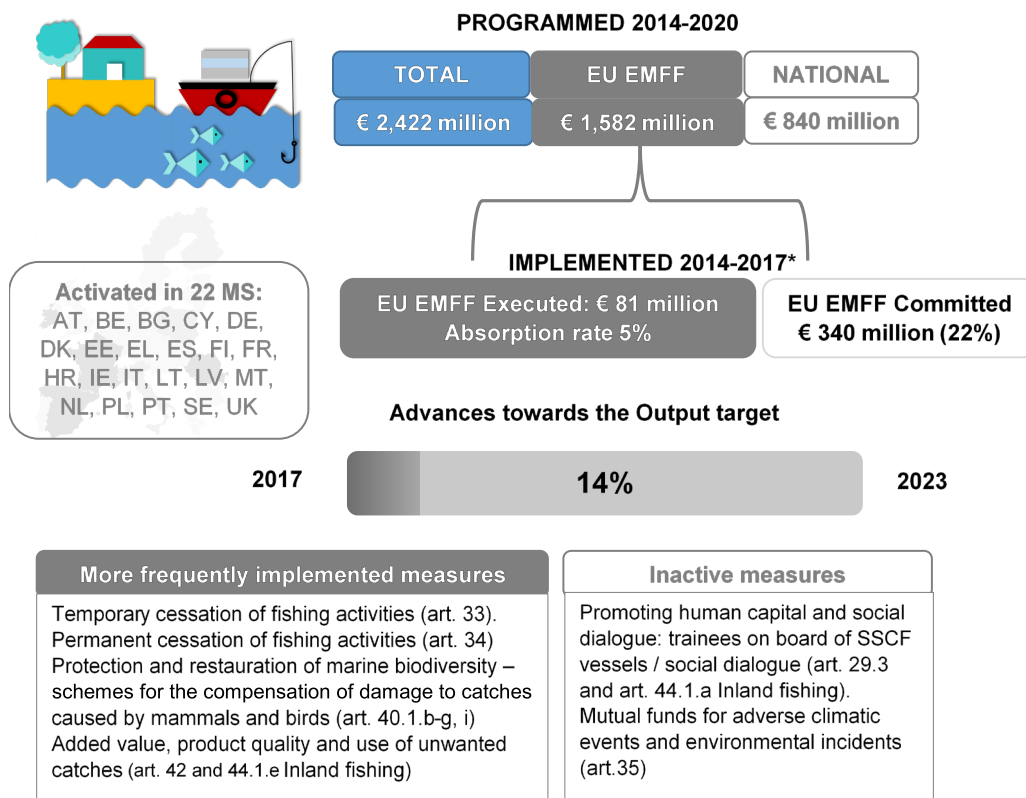 PROGRAMMED 2014-2020
TOTAL
EU EMFF
NATIONAL
€ 2,422 million
€ 1,582 million
€ 840 million
IMPLEMENTED 2014-2017*
EU EMFF Executed: € 81 million
Absorption rate 5%
EU EMFF Committed
€ 340 million (22%)
Activated in 22 MS:
AT, BE, BG, CY, DE,
DK, EE, EL, ES, FI, FR,
HR, IE, IT, LT, LV, MT,
NL, PL, PT, SE, UK
Advances towards the Output target
2017
14%
2023
More frequently implemented measures
Temporary cessation of fishing activities (art. 33).
Permanent cessation of fishing activities (art. 34)
Protection and restauration of marine biodiversity –
schemes for the compensation of damage to catches
caused by mammals and birds (art. 40.1.b-g, i)
Added value, product quality and use of unwanted
catches (art. 42 and 44.1.e Inland fishing)
Inactive measures
Promoting human capital and social
dialogue: trainees on board of SSCF
vessels / social dialogue (art. 29.3
and art. 44.1.a Inland fishing).
Mutual funds for adverse climatic
events and environmental incidents
(art.35)